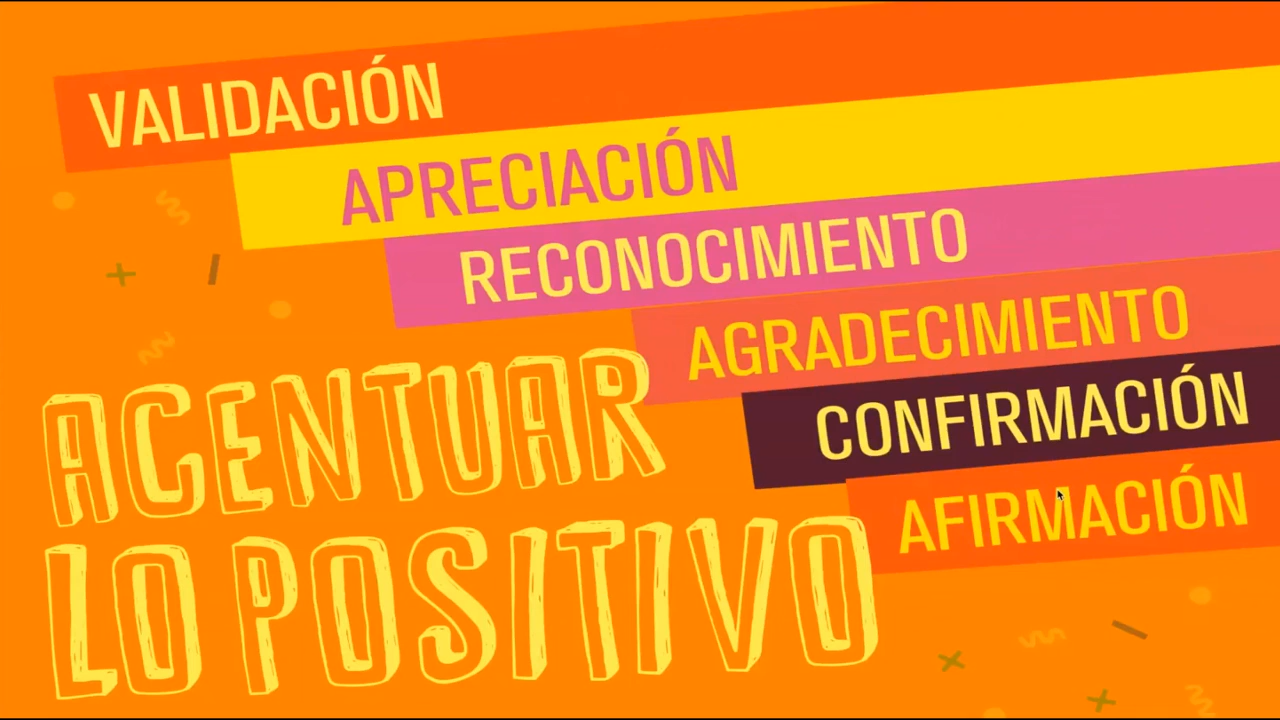 VALIDACIÓN
APRECIACIÓN
RECONOCIMIENTO
AGRADECIMIENTO
CONFIRMACIÓN
AFIRMACIÓN
ACENTUAR
LO POSITIVO